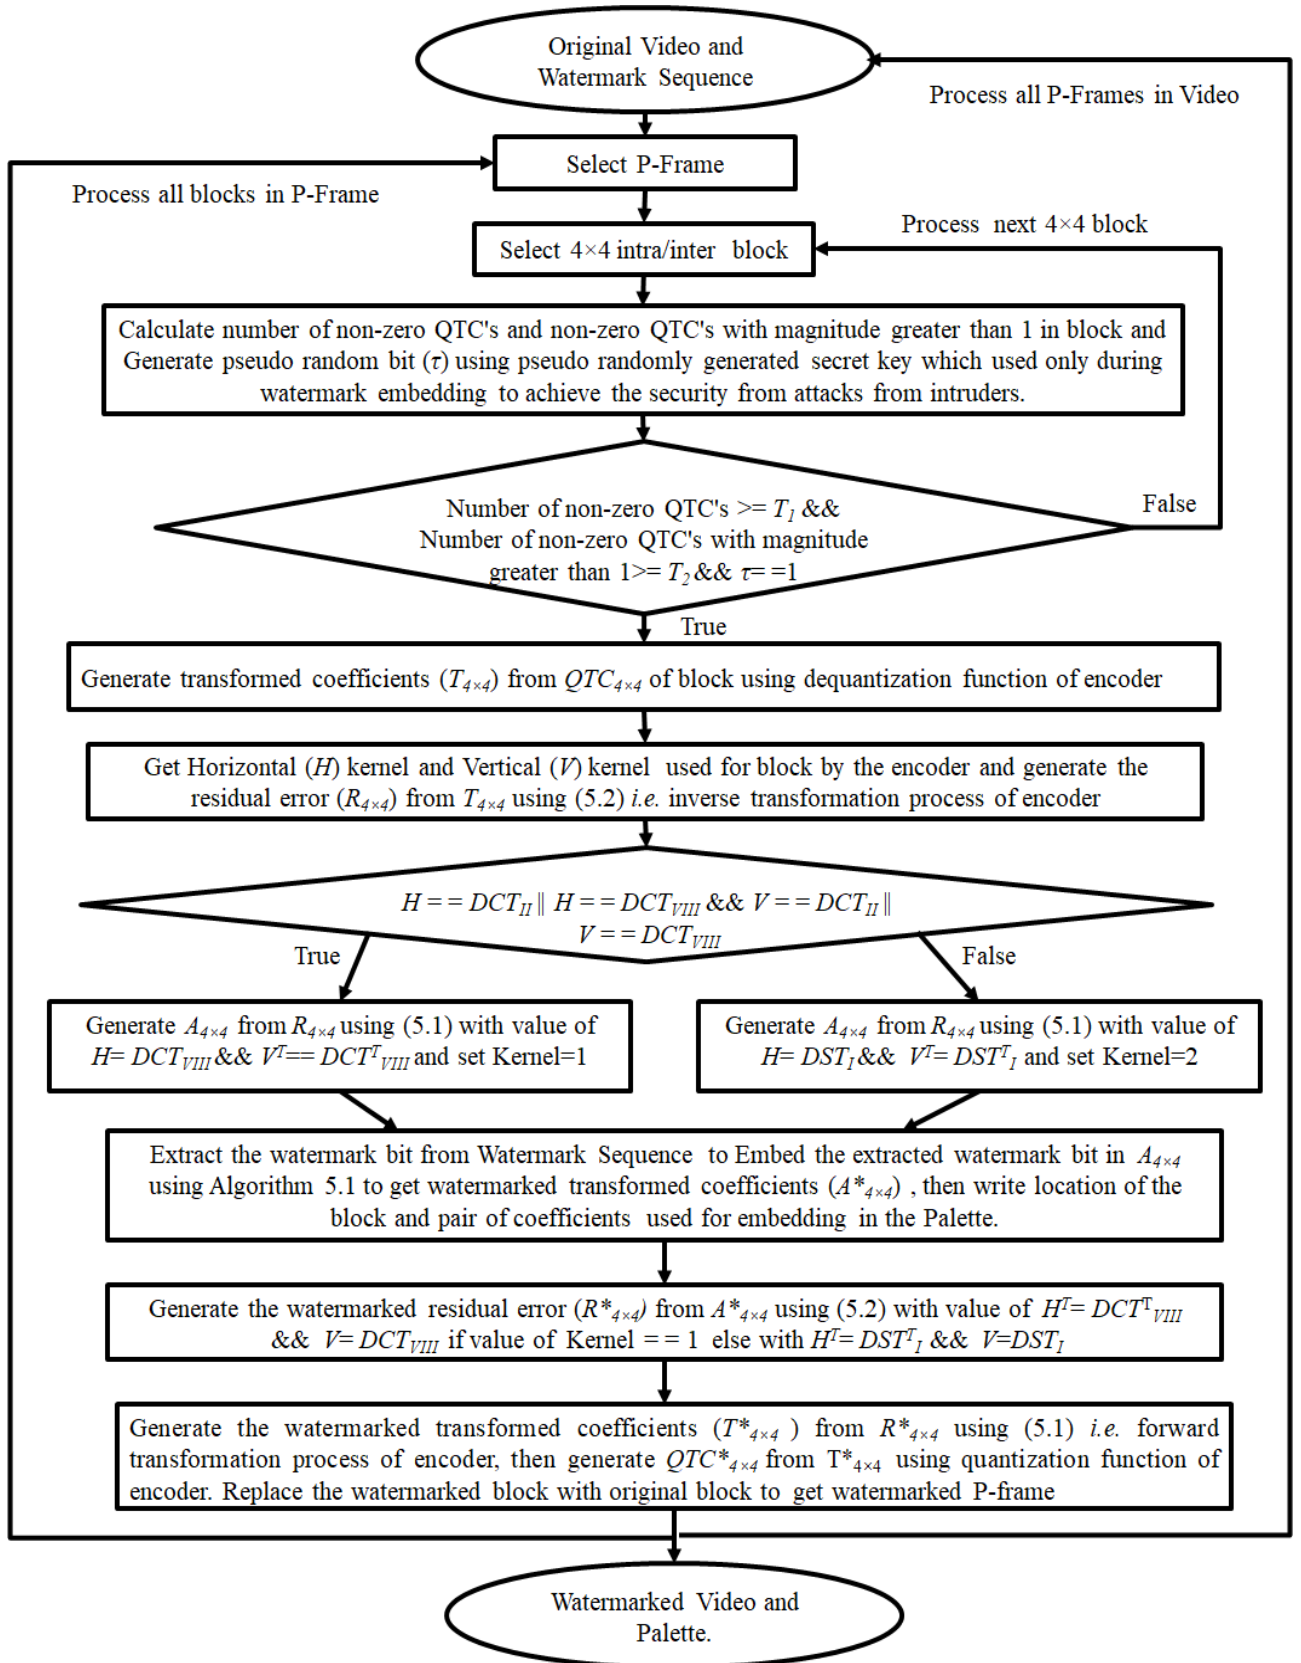 Original Video and
Watermark Sequence
Process all P-Frames in Video
Select P-Frame
Process all blocks in P-Frame
Process next 4×4 block
Select 4×4 intra/inter block
Calculate number of non-zero QTC's and non-zero QTC's with magnitude greater than 1 in block and
Generate pseudo random bit (τ) using pseudo randomly generated secret key which used only during
watermark embedding to achieve the security from attacks from intruders.
Number of non-zero QTC's >= T1 &&
Number of non-zero QTC's with magnitude
greater than 1>= T2 && τ= =1
False
True
Generate transformed coefficients (T4×4) from QTC4×4 of block using dequantization function of encoder
Get Horizontal (H) kernel and Vertical (V) kernel used for block by the encoder and generate the
residual error (R4×4) from T4×4 using (5.2) i.e. inverse transformation process of encoder
H = = DCTII || H = = DCTVIII && V = = DCTII ||
V = = DCTVIII
True
False
Generate A4×4 from R4×4 using (5.1) with value of
H= DCTVIII && V^T== DCT^TVIII and set Kernel=1
Generate A4×4 from R4×4 using (5.1) with value of
H= DSTI && V^T= DST^TI and set Kernel=2
Extract the watermark bit from Watermark Sequence to Embed the extracted watermark bit in A4×4
using Algorithm 5.1 to get watermarked transformed coefficients (A*4×4) , then write location of the
block and pair of coefficients used for embedding in the Palette.
Generate the watermarked residual error (R*4×4) from A*4×4 using (5.2) with value of H^T= DCT^TVIII
&& V= DCTVIII if value of Kernel = = 1 else with H^T= DST^TI && V=DSTI
Generate the watermarked transformed coefficients (T*4×4 ) from R*4×4 using (5.1) i.e. forward
transformation process of encoder, then generate QTC*4×4 from T*4×4 using quantization function of
encoder. Replace the watermarked block with original block to get watermarked P-frame
Watermarked Video and
Palette.